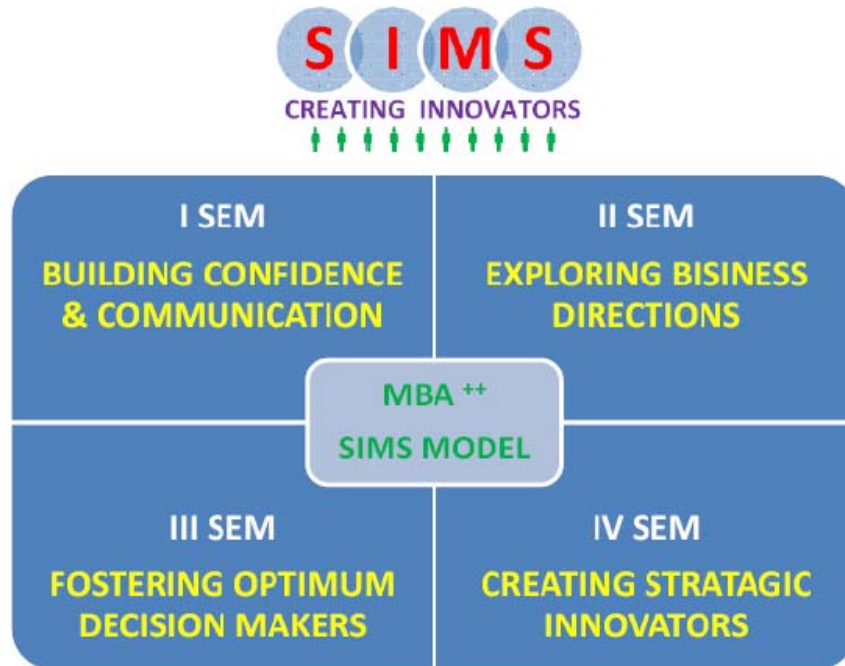 SIMS
CREATING INNOVATORS
I SEM
BUILDING CONFIDENCE
& COMMUNICATION
II SEM
EXPLORING BISINESS
DIRECTIONS
MBA ++
SIMS MODEL
III SEM
FOSTERING OPTIMUM
DECISION MAKERS
IV SEM
CREATING STRATAGIC
INNOVATORS